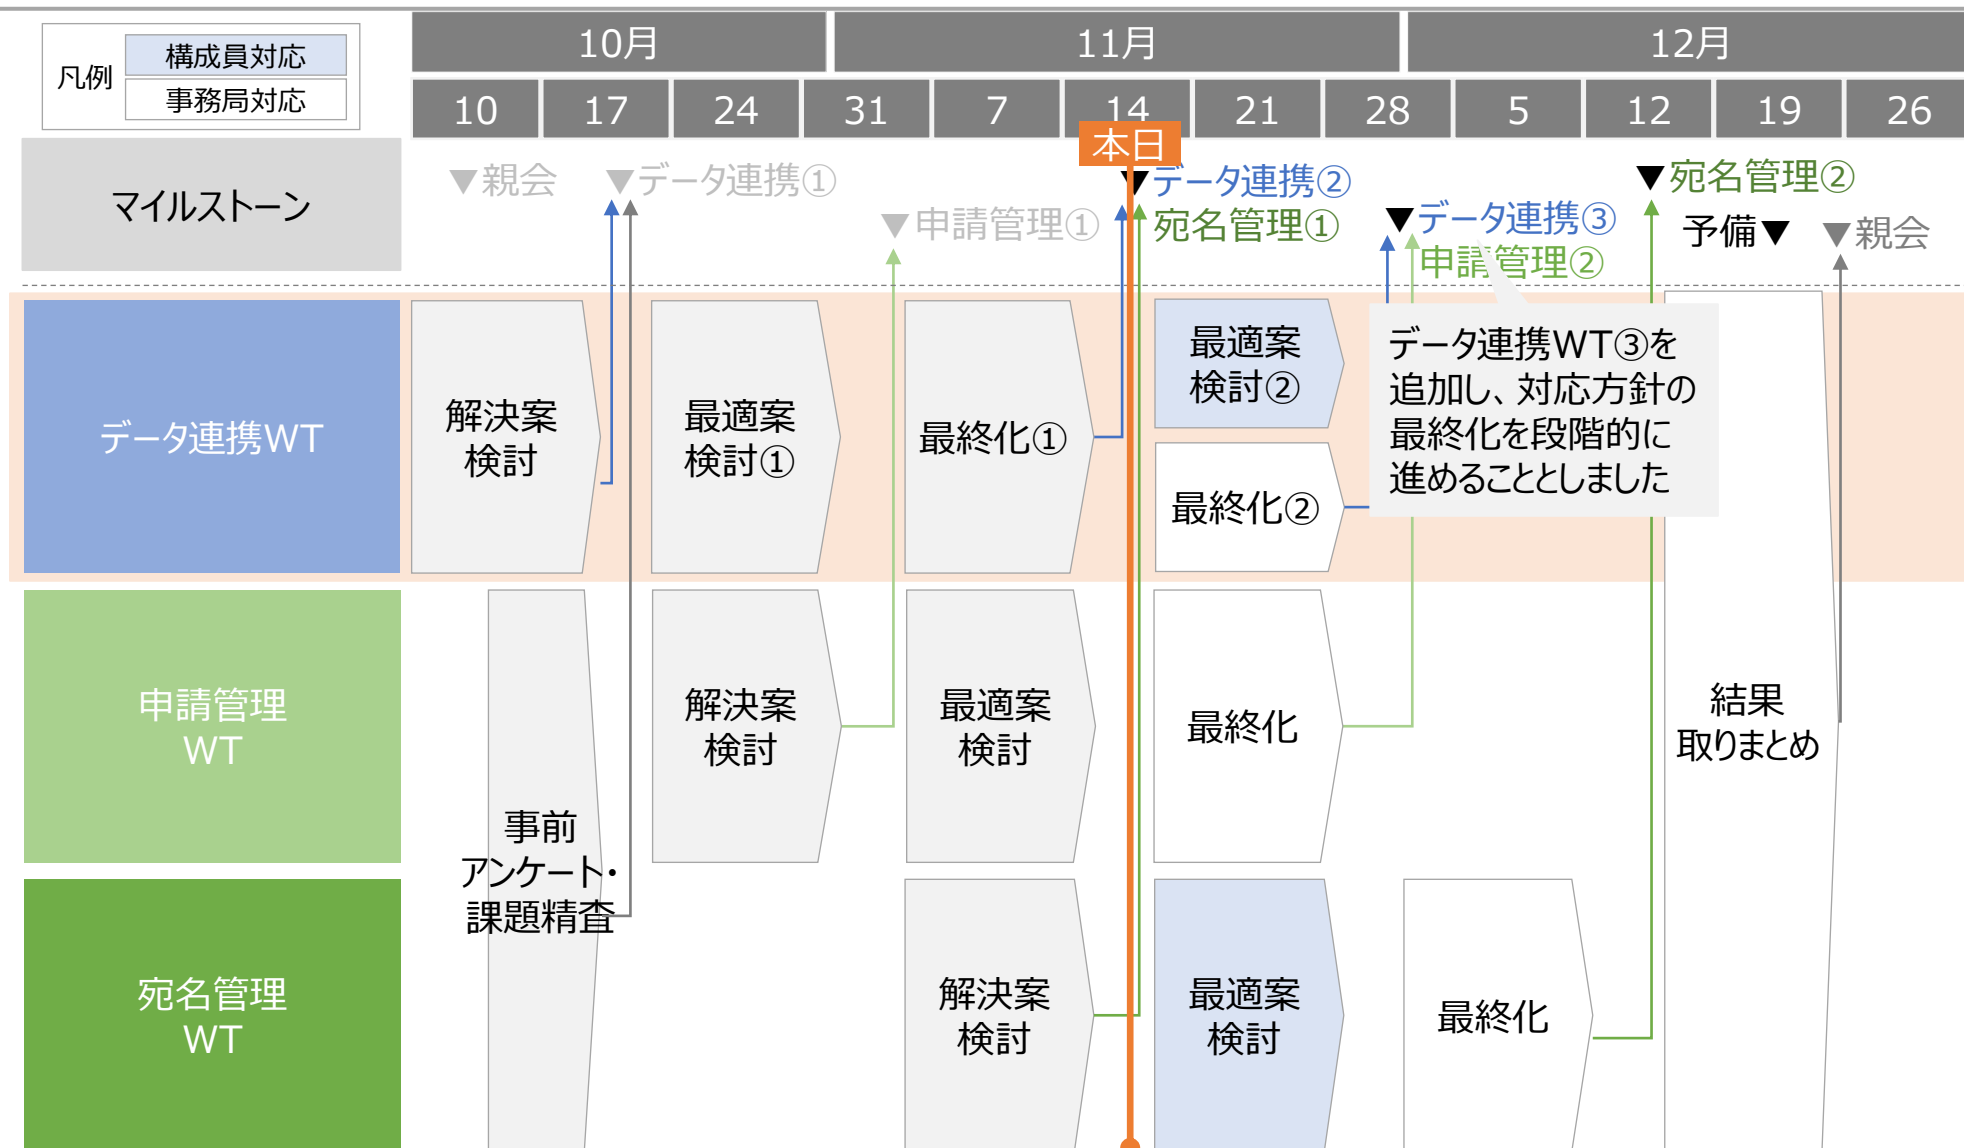 凡例
構成員対応
事務局対応
10月
11月
12月
10
17
24
31
7
14
21
28
5
12
19
26
本日
マイルストーン
▼親会
▼データ連携①
▼申請管理①
▼データ連携②
宛名管理①
▼データ連携③
申請管理②
▼宛名管理②
予備▼
▼親会
データ連携WT
解決案
検討
最適案
検討①
最終化①
最適案
検討②
最終化②
データ連携WT③を
追加し、対応方針の
最終化を段階的に
進めることとしました
申請管理
WT
事前
アンケート・
課題精査
解決案
検討
最適案
検討
最終化
結果
取りまとめ
宛名管理
WT
解決案
検討
最適案
検討
最終化